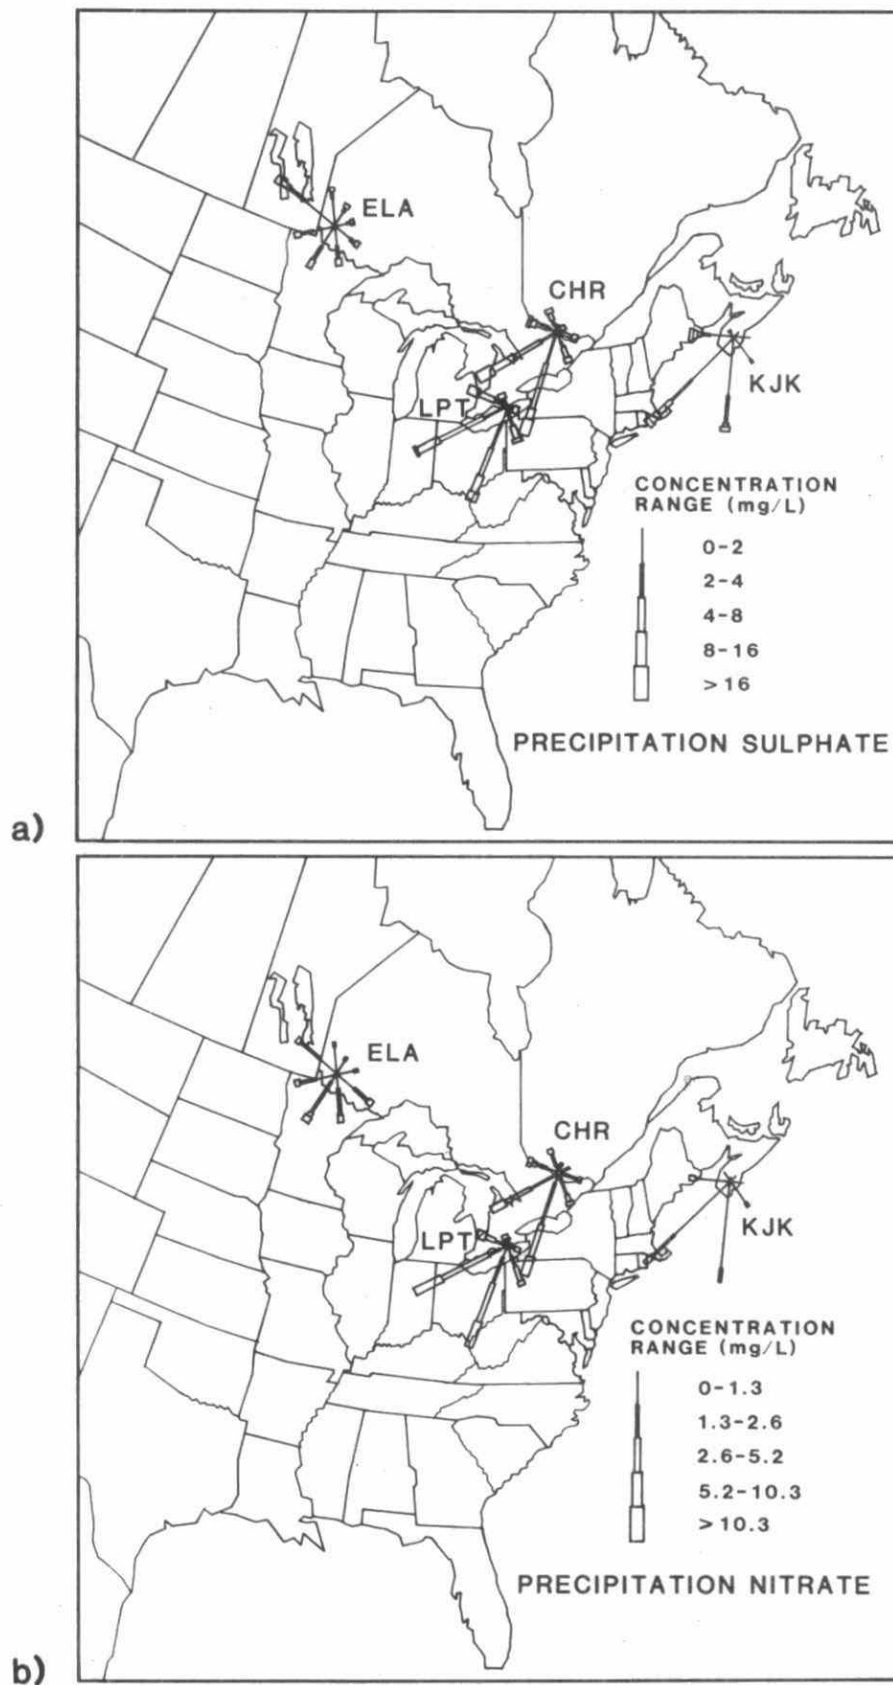 ELA
CHR
KJK
LPT
CONCENTRATION
RANGE (mg/L)
0-2
2-4
4-8
8-16
>16
PRECIPITATION SULPHATE
a)
ELA
CHR
KJK
LPT
CONCENTRATION
RANGE (mg/L)
0-1.3
1.3-2.6
2.6-5.2
5.2-10.3
>10.3
PRECIPITATION NITRATE
b)